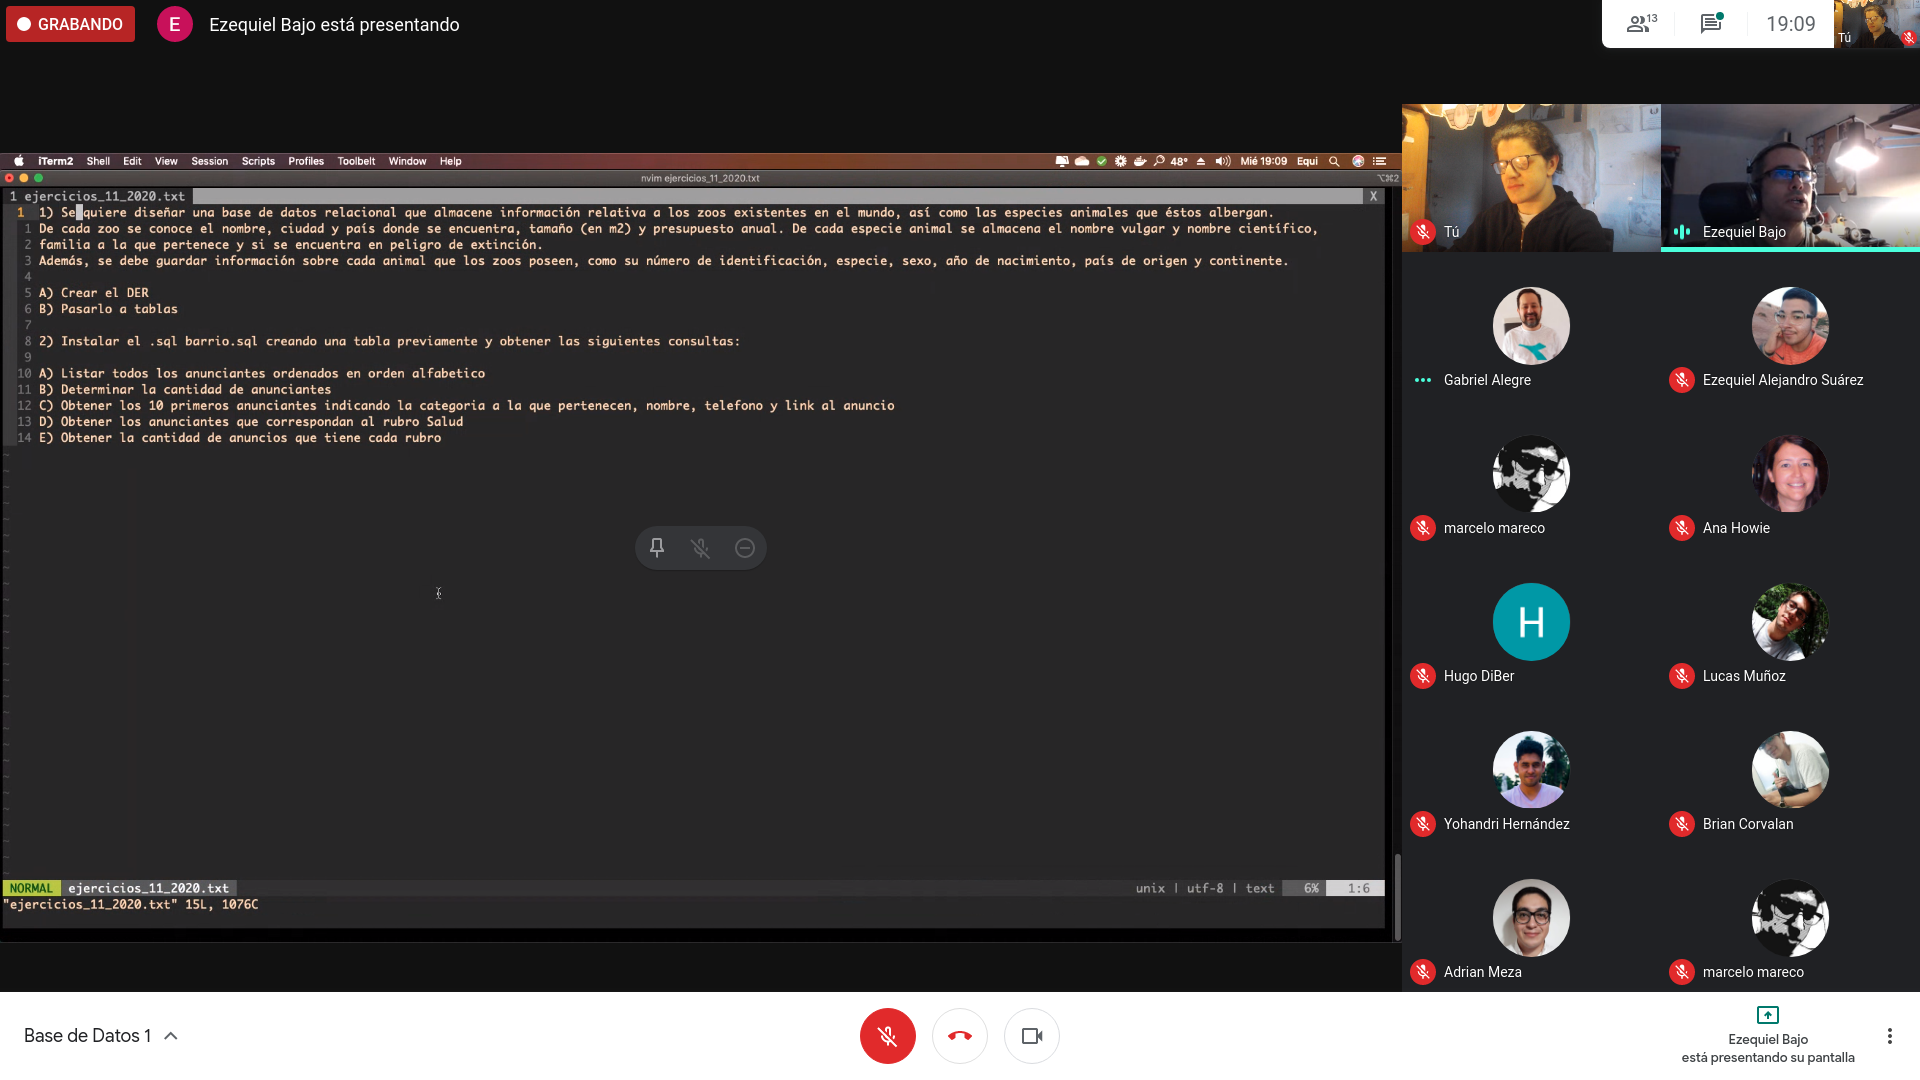 GRABANDO
E
Ezequiel Bajo está presentando
13
19:09
Tú
iTerm2 Shell Edit View Session Scripts Profiles Toolbelt Window Help
48° Mié 19:09 Equi
nvim ejercicios_11_2020.txt
⌥⌘2
1 ejercicios_11_2020.txt X
1 1) Se quiere diseñar una base de datos relacional que almacene información relativa a los zoos existentes en el mundo, así como las especies animales que éstos albergan.
1 De cada zoo se conoce el nombre, ciudad y país donde se encuentra, tamaño (en m2) y presupuesto anual. De cada especie animal se almacena el nombre vulgar y nombre científico,
2 familia a la que pertenece y si se encuentra en peligro de extinción.
3 Además, se debe guardar información sobre cada animal que los zoos poseen, como su número de identificación, especie, sexo, año de nacimiento, país de origen y continente.
4
5 A) Crear el DER
6 B) Pasarlo a tablas
7
8 2) Instalar el .sql barrio.sql creando una tabla previamente y obtener las siguientes consultas:
9
10 A) Listar todos los anunciantes ordenados en orden alfabetico
11 B) Determinar la cantidad de anunciantes
12 C) Obtener los 10 primeros anunciantes indicando la categoria a la que pertenecen, nombre, telefono y link al anuncio
13 D) Obtener los anunciantes que correspondan al rubro Salud
14 E) Obtener la cantidad de anuncios que tiene cada rubro
NORMAL ejercicios_11_2020.txt unix | utf-8 | text 6% 1:6
"ejercicios_11_2020.txt" 15L, 1076C
Tú
Ezequiel Bajo
Gabriel Alegre
Ezequiel Alejandro Suárez
marcelo mareco
Ana Howie
H
Hugo DiBer
Lucas Muñoz
Yohandri Hernández
Brian Corvalan
Adrian Meza
marcelo mareco
Base de Datos 1
Ezequiel Bajo
está presentando su pantalla